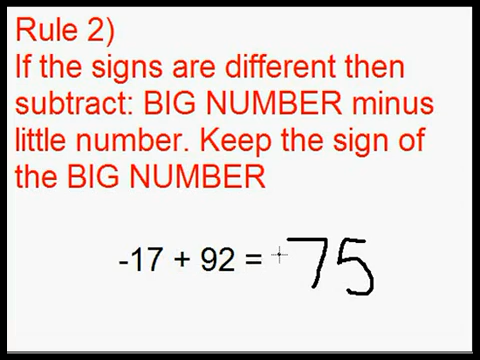 Rule 2)
If the signs are different then
subtract: BIG NUMBER minus
little number. Keep the sign of
the BIG NUMBER
-17 + 92 = +75